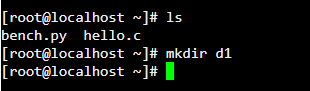 [root@localhost ~]# ls
bench.py  hello.c
[root@localhost ~]# mkdir d1
[root@localhost ~]#